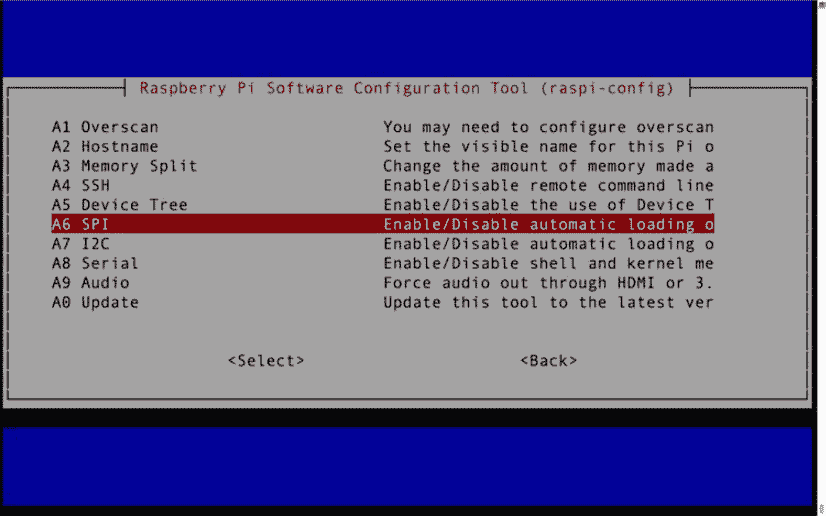 Raspberry Pi Software Configuration Tool (raspi-config)
A1 Overscan You may need to configure overscan
A2 Hostname Set the visible name for this Pi o
A3 Memory Split Change the amount of memory made a
A4 SSH Enable/Disable remote command line
A5 Device Tree Enable/Disable the use of Device T
A6 SPI Enable/Disable automatic loading o
A7 I2C Enable/Disable automatic loading o
A8 Serial Enable/Disable shell and kernel me
A9 Audio Force audio out through HDMI or 3.
A0 Update Update this tool to the latest ver
<Select> <Back>